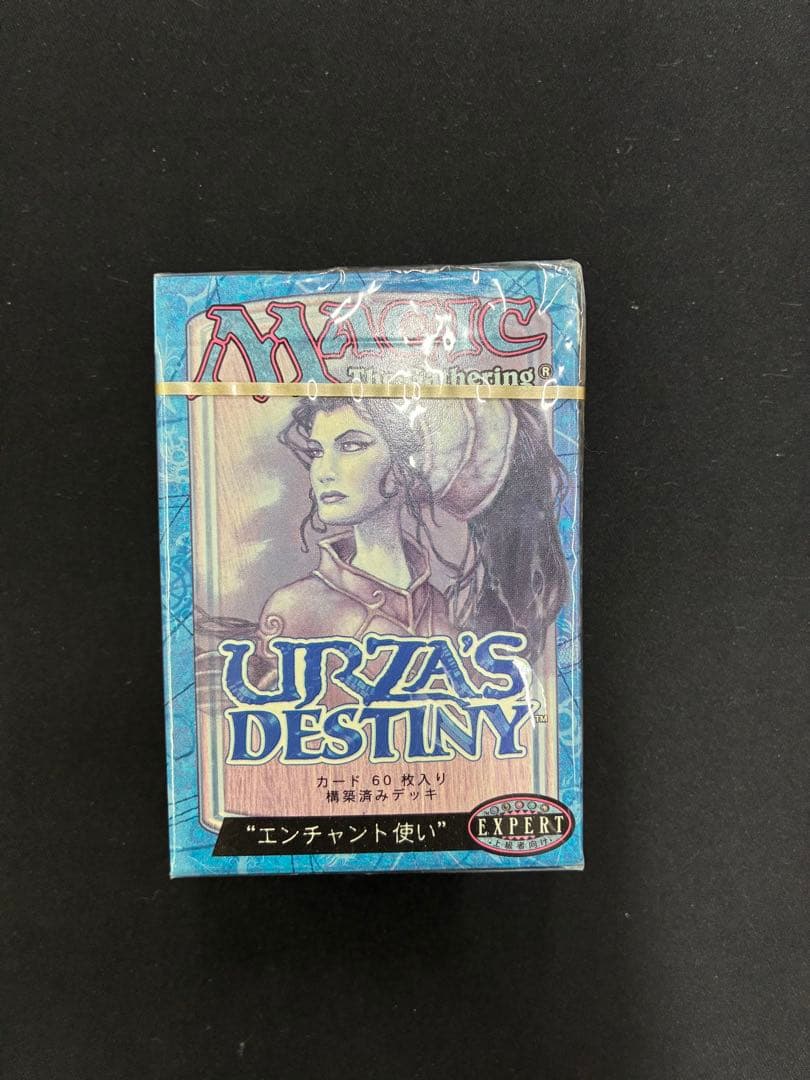 MAGIC
The Gathering®
URZA'S
DESTINY™
カード 60 枚入り
構築済みデッキ
“エンチャント使い”
EXPERT
・上級者向け・